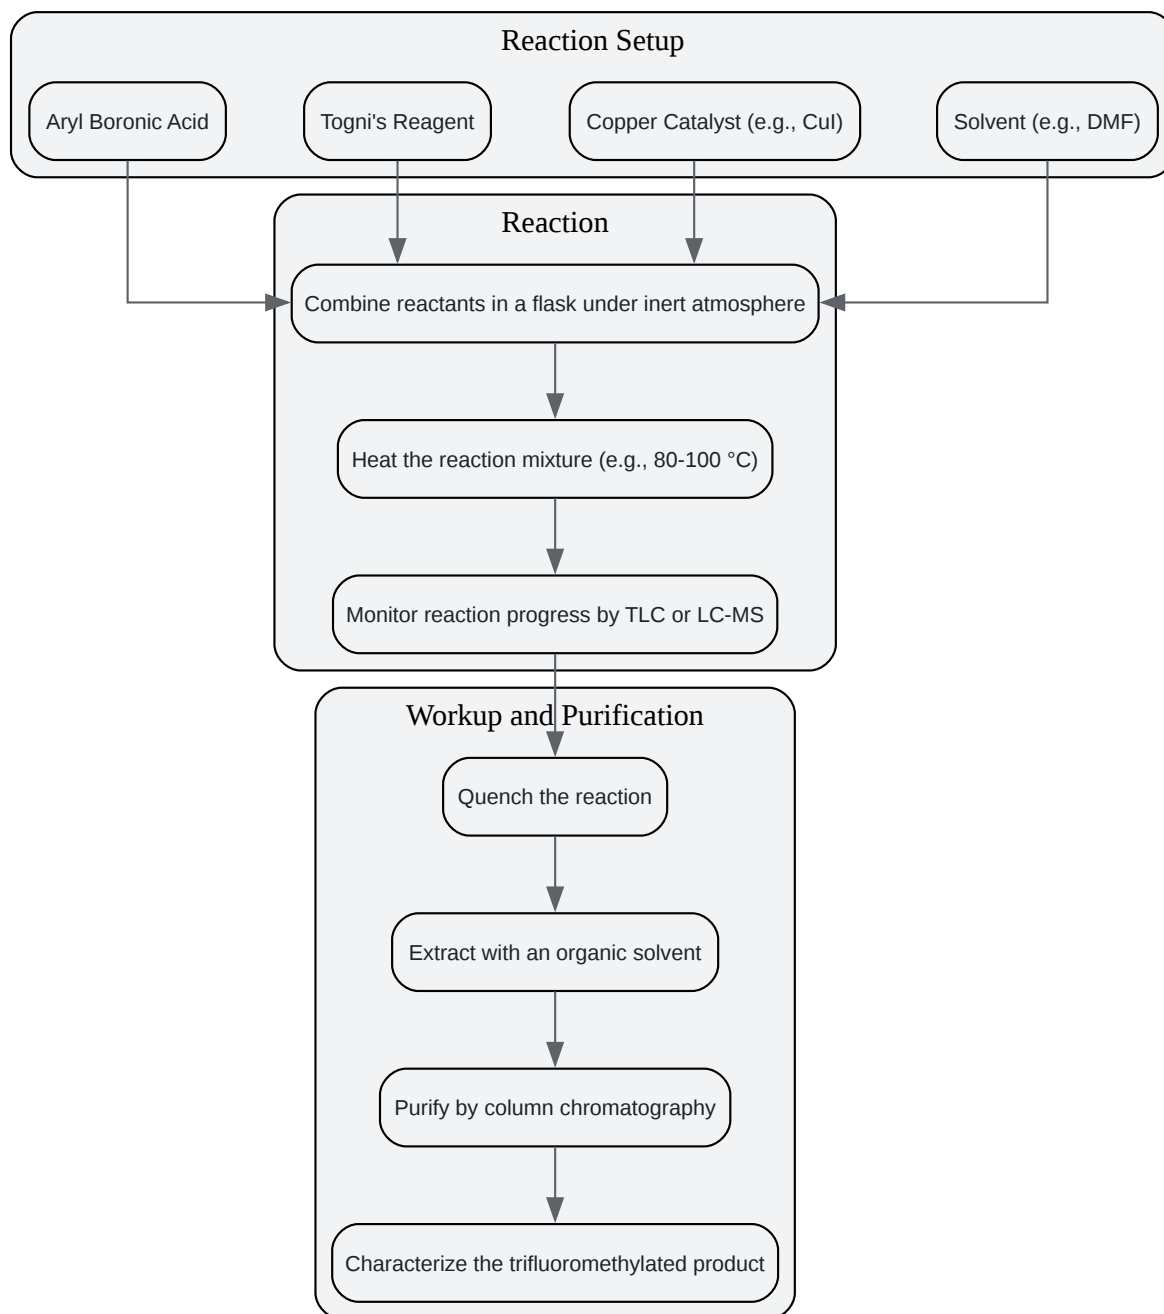 Reaction Setup
Aryl Boronic Acid
Togni's Reagent
Copper Catalyst (e.g., CuI)
Solvent (e.g., DMF)
Reaction
Combine reactants in a flask under inert atmosphere
Heat the reaction mixture (e.g., 80-100 °C)
Monitor reaction progress by TLC or LC-MS
Workup and Purification
Quench the reaction
Extract with an organic solvent
Purify by column chromatography
Characterize the trifluoromethylated product